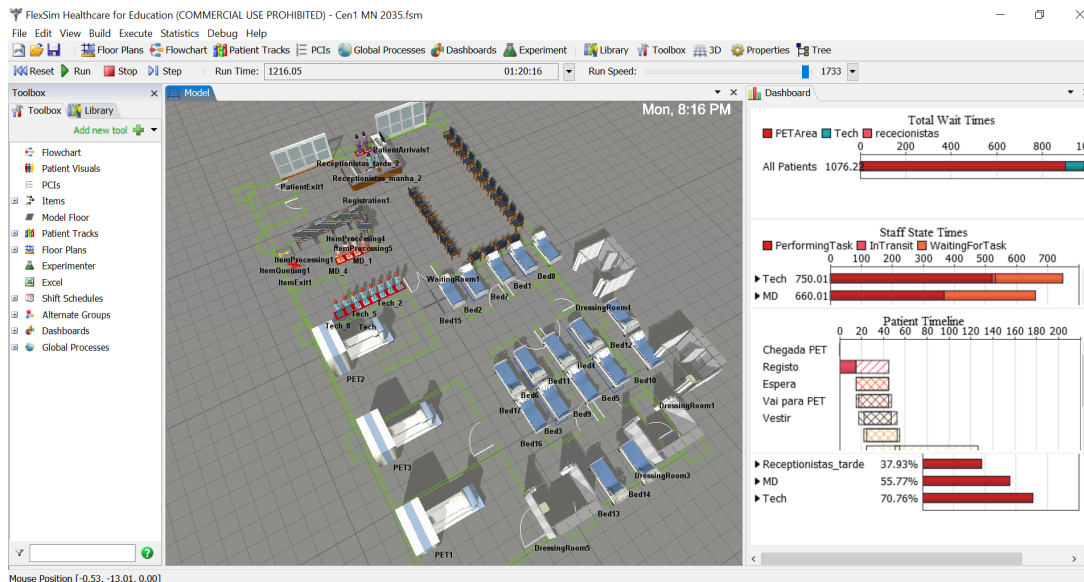 FlexSim Healthcare for Education (COMMERCIAL USE PROHIBITED) - Cen1 MN 2035.fsm
File Edit View Build Execute Statistics Debug Help
Floor Plans Flowchart Patient Tracks PCIs Global Processes Dashboards Experiment Library Toolbox 3D Properties Tree
Reset Run Stop Step Run Time: 1216.05 01:20:16 Run Speed: 1733
Toolbox
Toolbox Library
Add new tool
Flowchart
Patient Visuals
PCIs
Items
Model Floor
Patient Tracks
Floor Plans
Experimenter
Excel
Shift Schedules
Alternate Groups
Dashboards
Global Processes
Model
Mon, 8:16 PM
PatientArrivals1
Receptionistas_tarde_2
Receptionistas_manha_2
PatientExit1
Registration1
ItemProcessing4
ItemProcessing5
ItemProcessing1 MD_1
ItemQueuing1 MD_4
ItemExit1
WaitingRoom1
Bed8
Bed1
Bed7
Bed2
Bed15
Tech_2
Tech_5
Tech_8 Tech
DressingRoom4
PET2
Bed12
Bed4
Bed10
Bed11
Bed6
Bed5
Bed17
Bed9
DressingRoom1
Bed3
Bed16
PET3
DressingRoom3
Bed14
Bed13
DressingRoom5
PET1
Dashboard
Total Wait Times
PETArea Tech rececionistas
0 200 400 600 800
All Patients 1076.22
Staff State Times
PerformingTask InTransit WaitingForTask
0 100 200 300 400 500 600 700
Tech 750.01
MD 660.01
Patient Timeline
0 20 40 60 80 100 120 140 160 180 200
Chegada PET
Registo
Espera
Vai para PET
Vestir
Receptionistas_tarde 37.93%
MD 55.77%
Tech 70.76%
Mouse Position [-0.53, -13.01, 0.00]